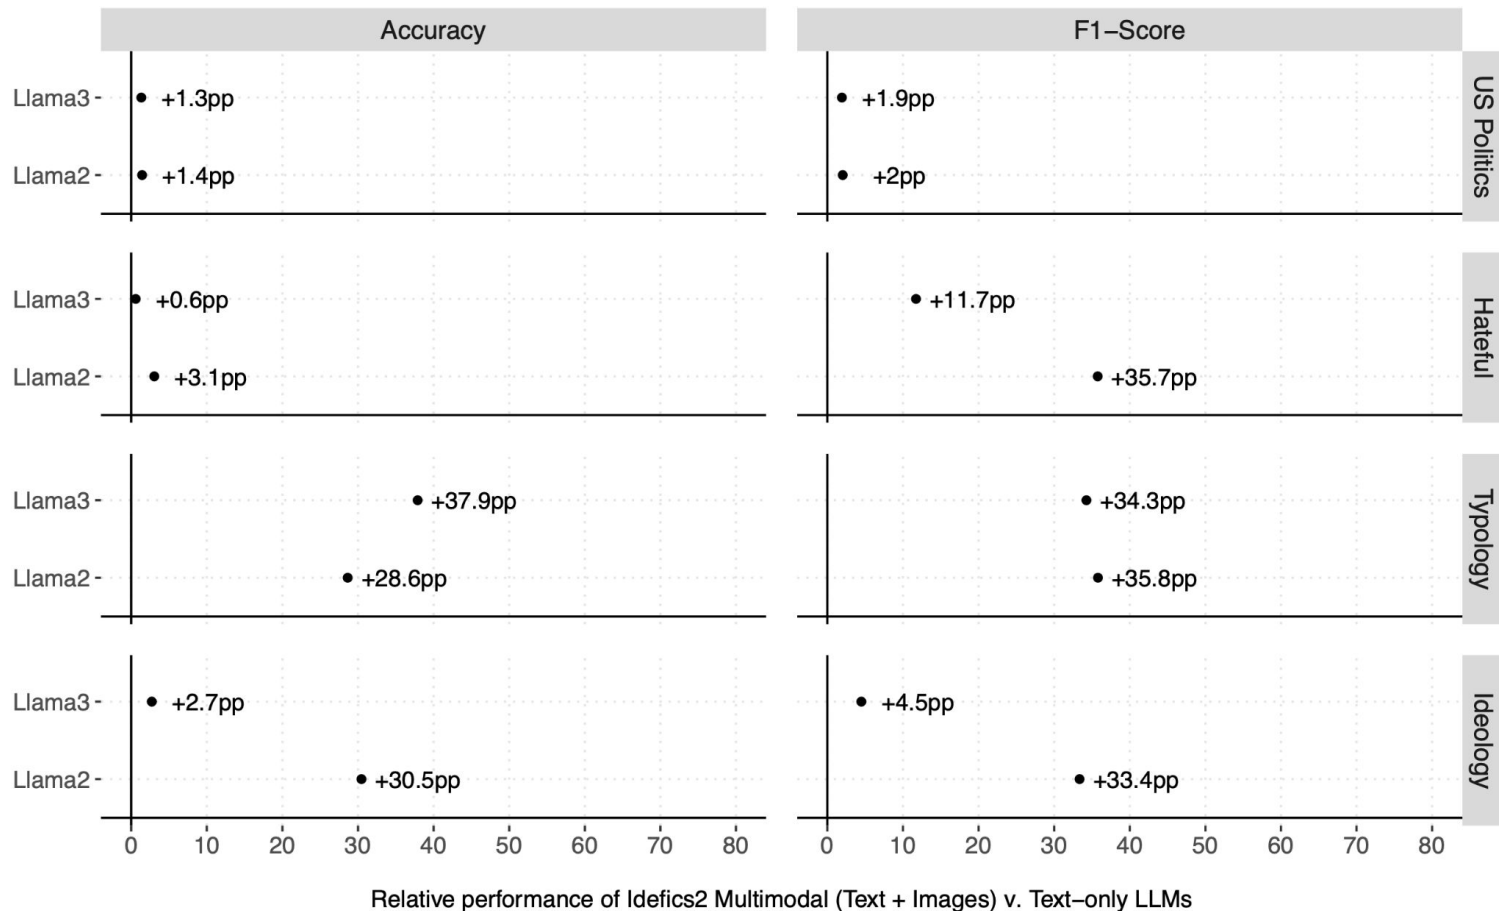 Accuracy
F1−Score
Llama3
+1.3pp
+1.9pp
Llama2
+1.4pp
+2pp
US Politics
Llama3
+0.6pp
+11.7pp
Llama2
+3.1pp
+35.7pp
Hateful
Llama3
+37.9pp
+34.3pp
Llama2
+28.6pp
+35.8pp
Typology
Llama3
+2.7pp
+4.5pp
Llama2
+30.5pp
+33.4pp
Ideology
0 10 20 30 40 50 60 70 80
0 10 20 30 40 50 60 70 80
Relative performance of Idefics2 Multimodal (Text + Images) v. Text−only LLMs